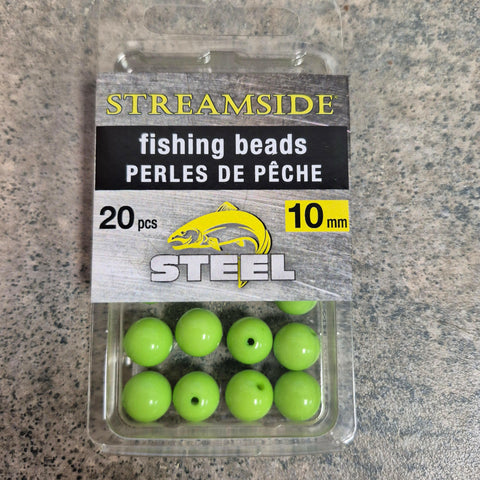 STREAMSIDE
fishing beads
PERLES DE PÊCHE
20 pcs
10 mm
STEEL